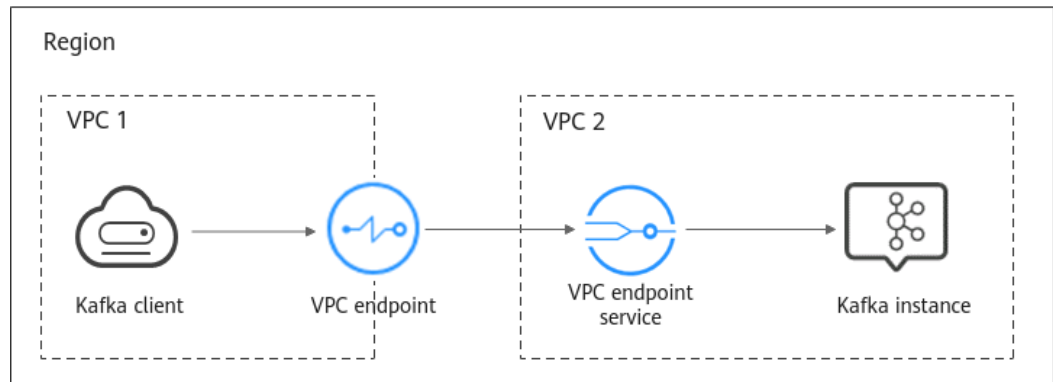 Region
VPC 1
VPC 2
Kafka client
VPC endpoint
VPC endpoint
service
Kafka instance